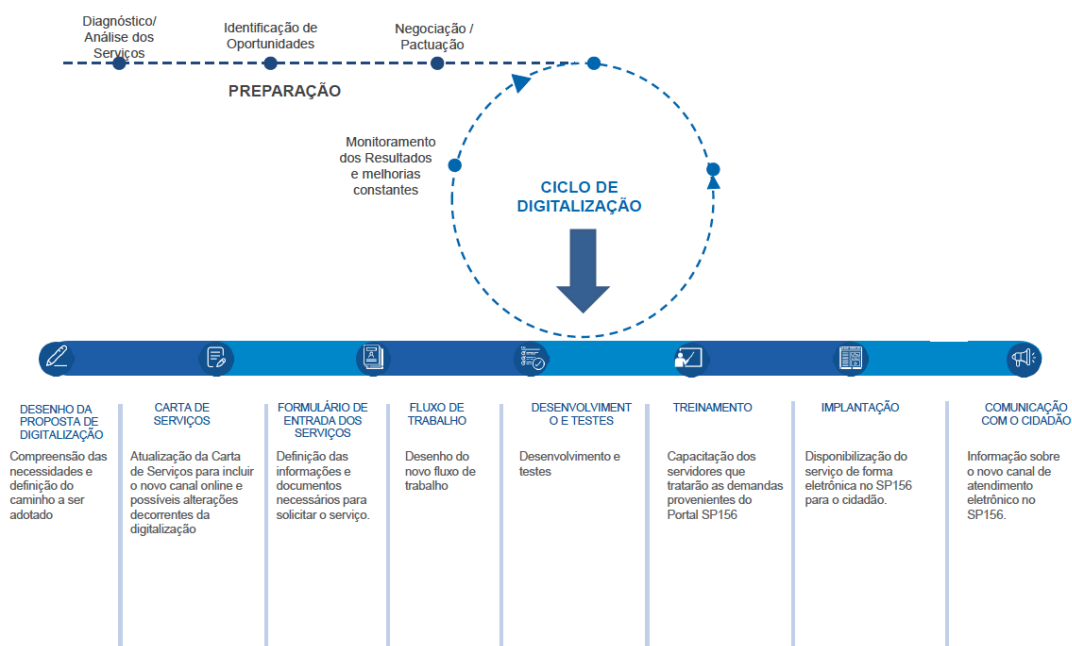 Diagnóstico/
Análise dos
Serviços
Identificação de
Oportunidades
Negociação /
Pactuação
PREPARAÇÃO
Monitoramento
dos Resultados
e melhorias
constantes
CICLO DE
DIGITALIZAÇÃO
DESENHO DA
PROPOSTA DE
DIGITALIZAÇÃO
Compreensão das
necessidades e
definição do
caminho a ser
adotado
CARTA DE
SERVIÇOS
Atualização da Carta
de Serviços para incluir
o novo canal online e
possíveis alterações
decorrentes da
digitalização
FORMULÁRIO DE
ENTRADA DOS
SERVIÇOS
Definição das
informações e
documentos
necessários para
solicitar o serviço.
FLUXO DE
TRABALHO
Desenho do
novo fluxo de
trabalho
DESENVOLVIMENT
O E TESTES
Desenvolvimento e
testes
TREINAMENTO
Capacitação dos
servidores que
tratarão as demandas
provenientes do
Portal SP156
IMPLANTAÇÃO
Disponibilização do
serviço de forma
eletrônica no SP156
para o cidadão.
COMUNICAÇÃO
COM O CIDADÃO
Informação sobre
o novo canal de
atendimento
eletrônico no
SP156.